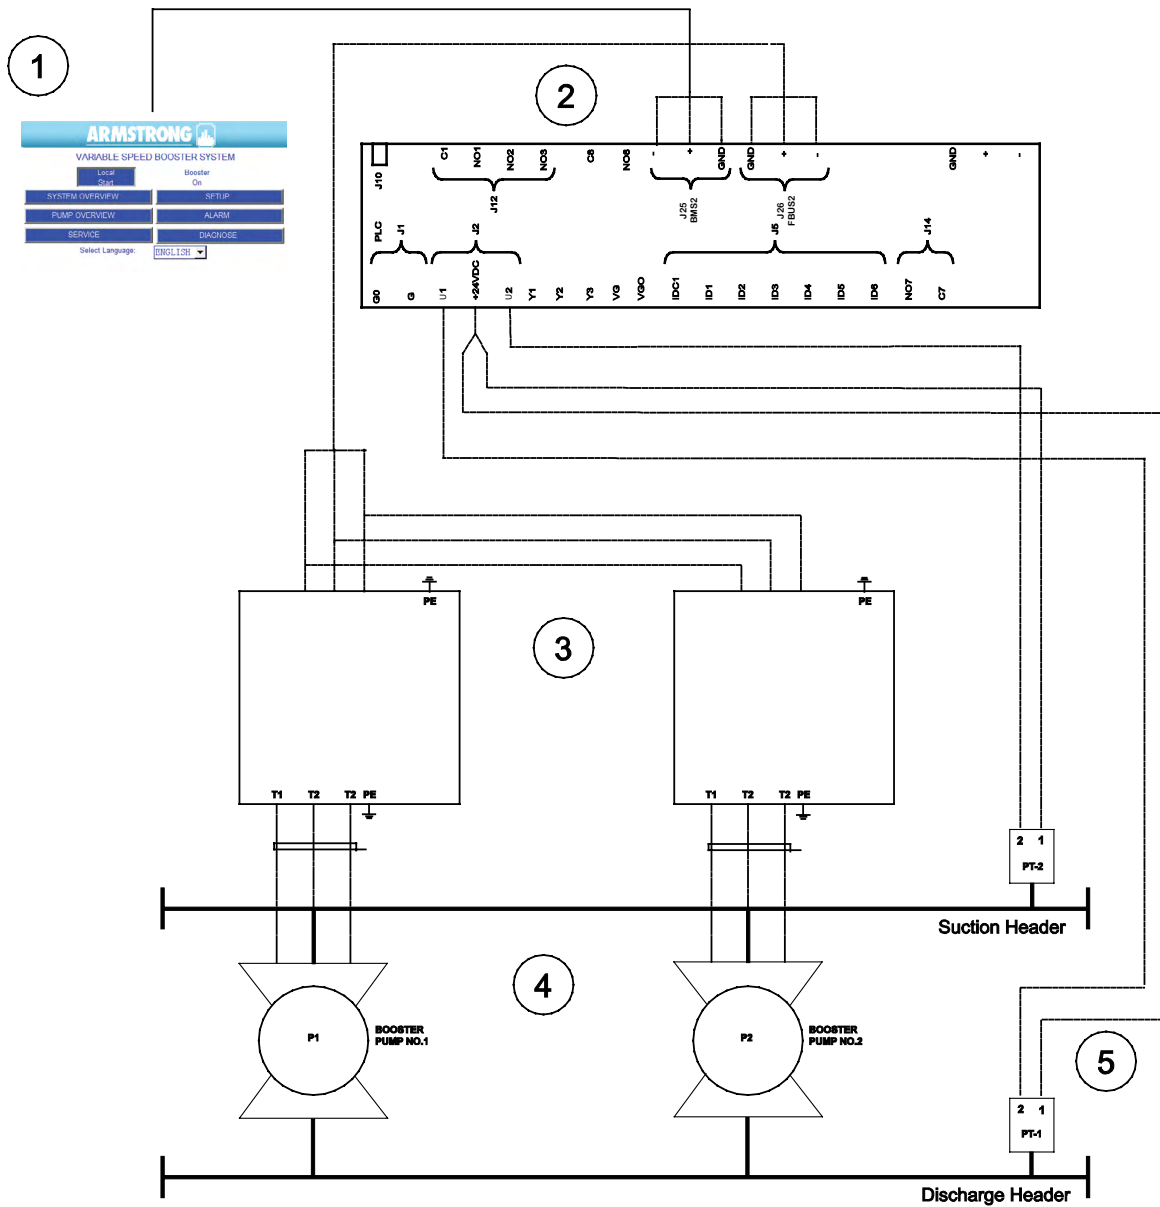 1
2
ARMSTRONG
VARIABLE SPEED BOOSTER SYSTEM
Local
Start
Booster
On
SYSTEM OVERVIEW
SETUP
PUMP OVERVIEW
ALARM
SERVICE
DIAGNOSE
Select Language:
ENGLISH
J10
C1
NO1
NO2
NO3
J12
C8
NO8
-
+
GND
J25
BMS2
GND
+
-
J26
FBUS2
GND
+
-
PLC
J1
J2
J5
J14
G0
G
U1
+24VDC
U2
Y1
Y2
Y3
VG
VGO
IDC1
ID1
ID2
ID3
ID4
ID5
ID6
NO7
C7
PE
PE
3
T1
T2
T2
PE
T1
T2
T2
PE
2 1
PT-2
Suction Header
4
P1
BOOSTER
PUMP NO.1
P2
BOOSTER
PUMP NO.2
5
2 1
PT-1
Discharge Header